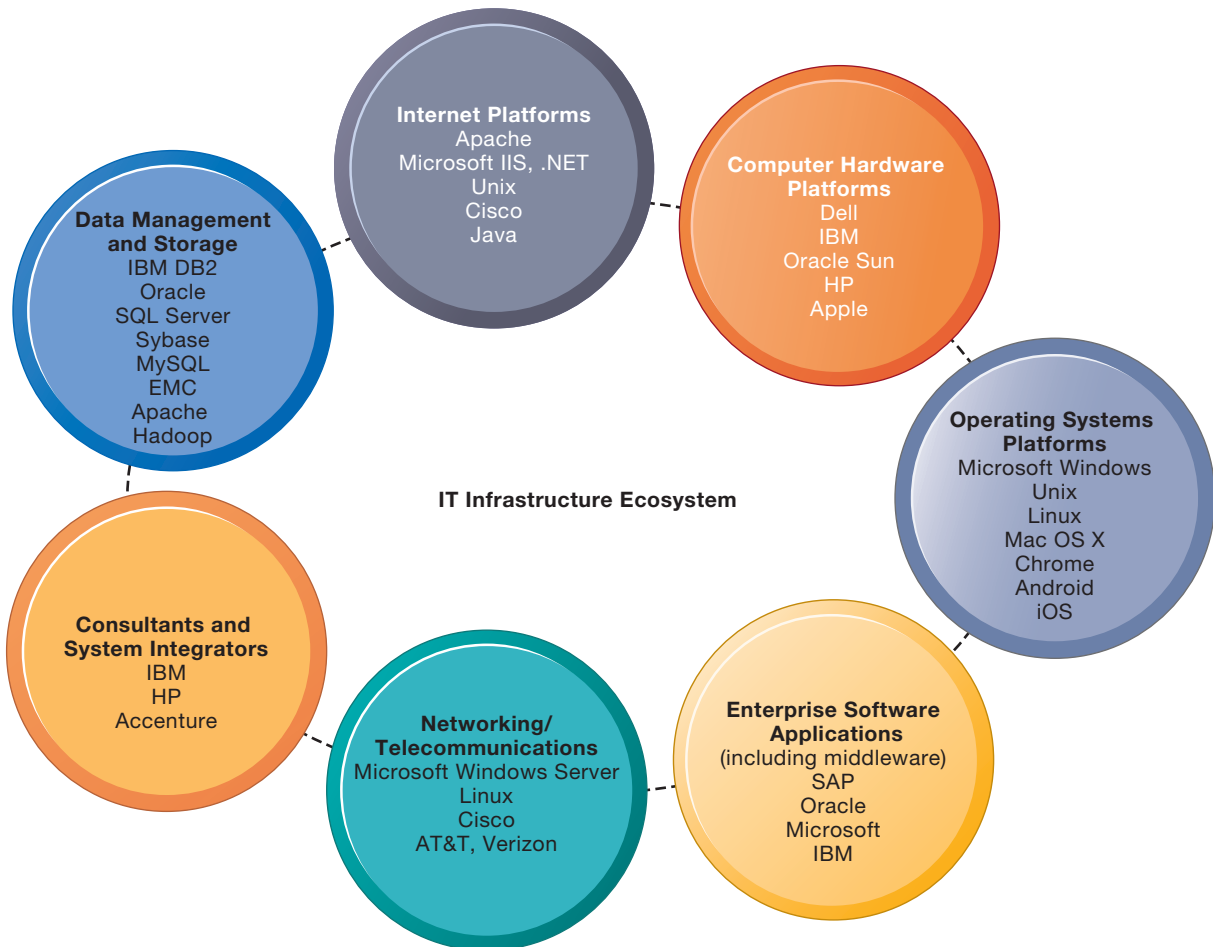 Internet Platforms
Apache
Microsoft IIS, .NET
Unix
Cisco
Java
Computer Hardware
Platforms
Dell
IBM
Oracle Sun
HP
Apple
Data Management
and Storage
IBM DB2
Oracle
SQL Server
Sybase
MySQL
EMC
Apache
Hadoop
Operating Systems
Platforms
Microsoft Windows
Unix
Linux
Mac OS X
Chrome
Android
iOS
IT Infrastructure Ecosystem
Consultants and
System Integrators
IBM
HP
Accenture
Networking/
Telecommunications
Microsoft Windows Server
Linux
Cisco
AT&T, Verizon
Enterprise Software
Applications
(including middleware)
SAP
Oracle
Microsoft
IBM